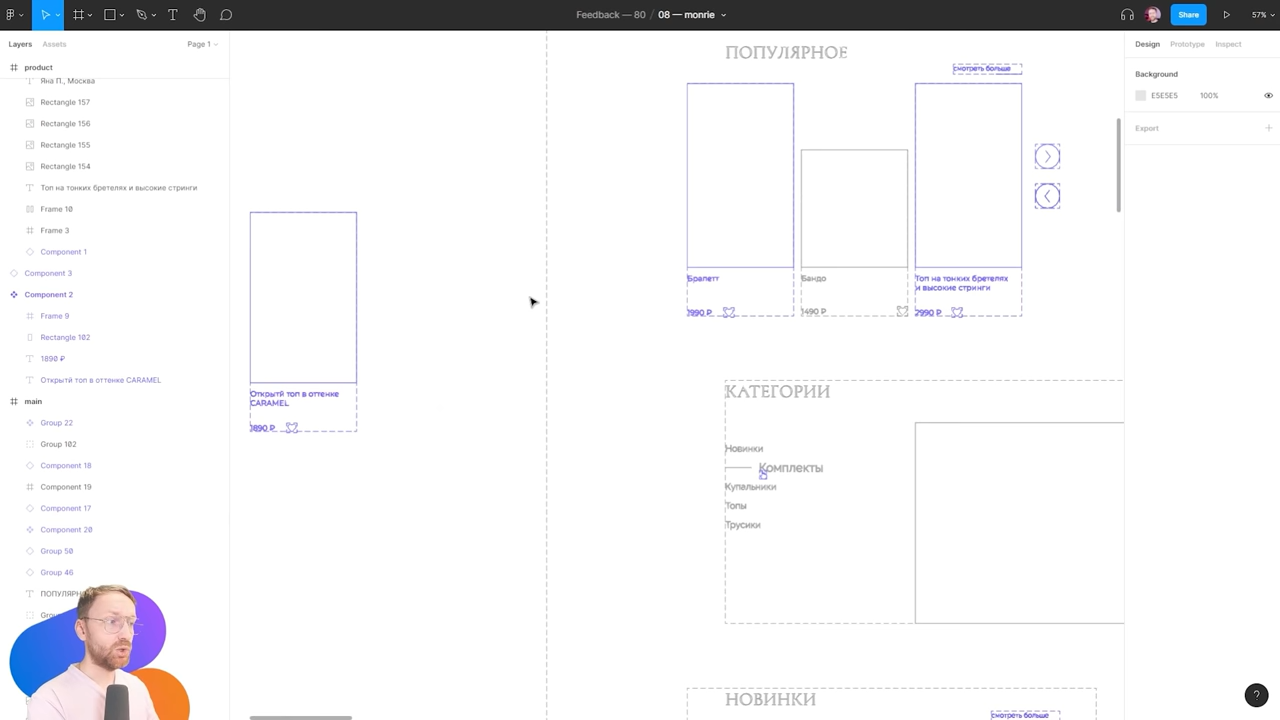 Feedback — 80 / 08 — monrie
Share
57%
Layers
Assets
Page 1
product
Яна П., Москва
Rectangle 157
Rectangle 156
Rectangle 155
Rectangle 154
Топ на тонких бретелях и высокие стринги
Frame 10
Frame 3
Component 1
Component 3
Component 2
Frame 9
Rectangle 102
1890 ₽
Открытй топ в оттенке CARAMEL
main
Group 22
Group 102
Component 18
Component 19
Component 17
Component 20
Group 50
Group 46
Открытй топ в оттенке
CARAMEL
1890 ₽
ПОПУЛЯРНОЕ
смотреть больше
Бралетт
1990 ₽
Бандо
1490 ₽
Топ на тонких бретелях
и высокие стринги
2990 ₽
КАТЕГОРИИ
Новинки
Комплекты
Купальники
Топы
Трусики
НОВИНКИ
смотреть больше
Design
Prototype
Inspect
Background
E5E5E5
100%
Export
?